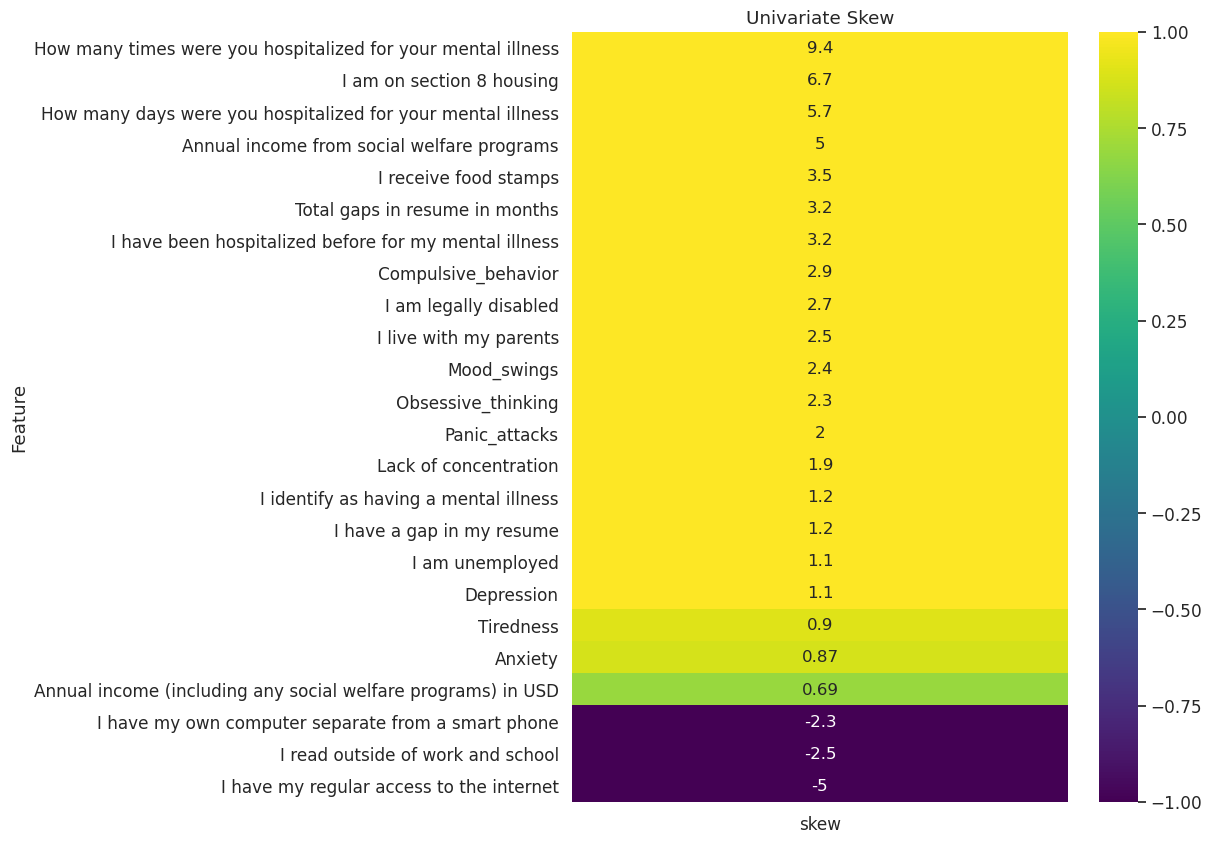 Univariate Skew
How many times were you hospitalized for your mental illness 9.4
I am on section 8 housing 6.7
How many days were you hospitalized for your mental illness 5.7
Annual income from social welfare programs 5
I receive food stamps 3.5
Total gaps in resume in months 3.2
I have been hospitalized before for my mental illness 3.2
Compulsive_behavior 2.9
I am legally disabled 2.7
I live with my parents 2.5
Mood_swings 2.4
Obsessive_thinking 2.3
Panic_attacks 2
Lack of concentration 1.9
I identify as having a mental illness 1.2
I have a gap in my resume 1.2
I am unemployed 1.1
Depression 1.1
Tiredness 0.9
Anxiety 0.87
Annual income (including any social welfare programs) in USD 0.69
I have my own computer separate from a smart phone -2.3
I read outside of work and school -2.5
I have my regular access to the internet -5
skew
Feature
1.00
0.75
0.50
0.25
0.00
−0.25
−0.50
−0.75
−1.00